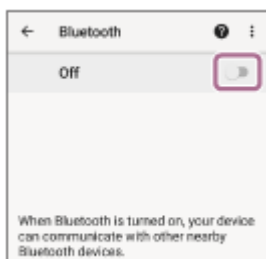 Bluetooth
Off
When Bluetooth is turned on, your device
can communicate with other nearby
Bluetooth devices.